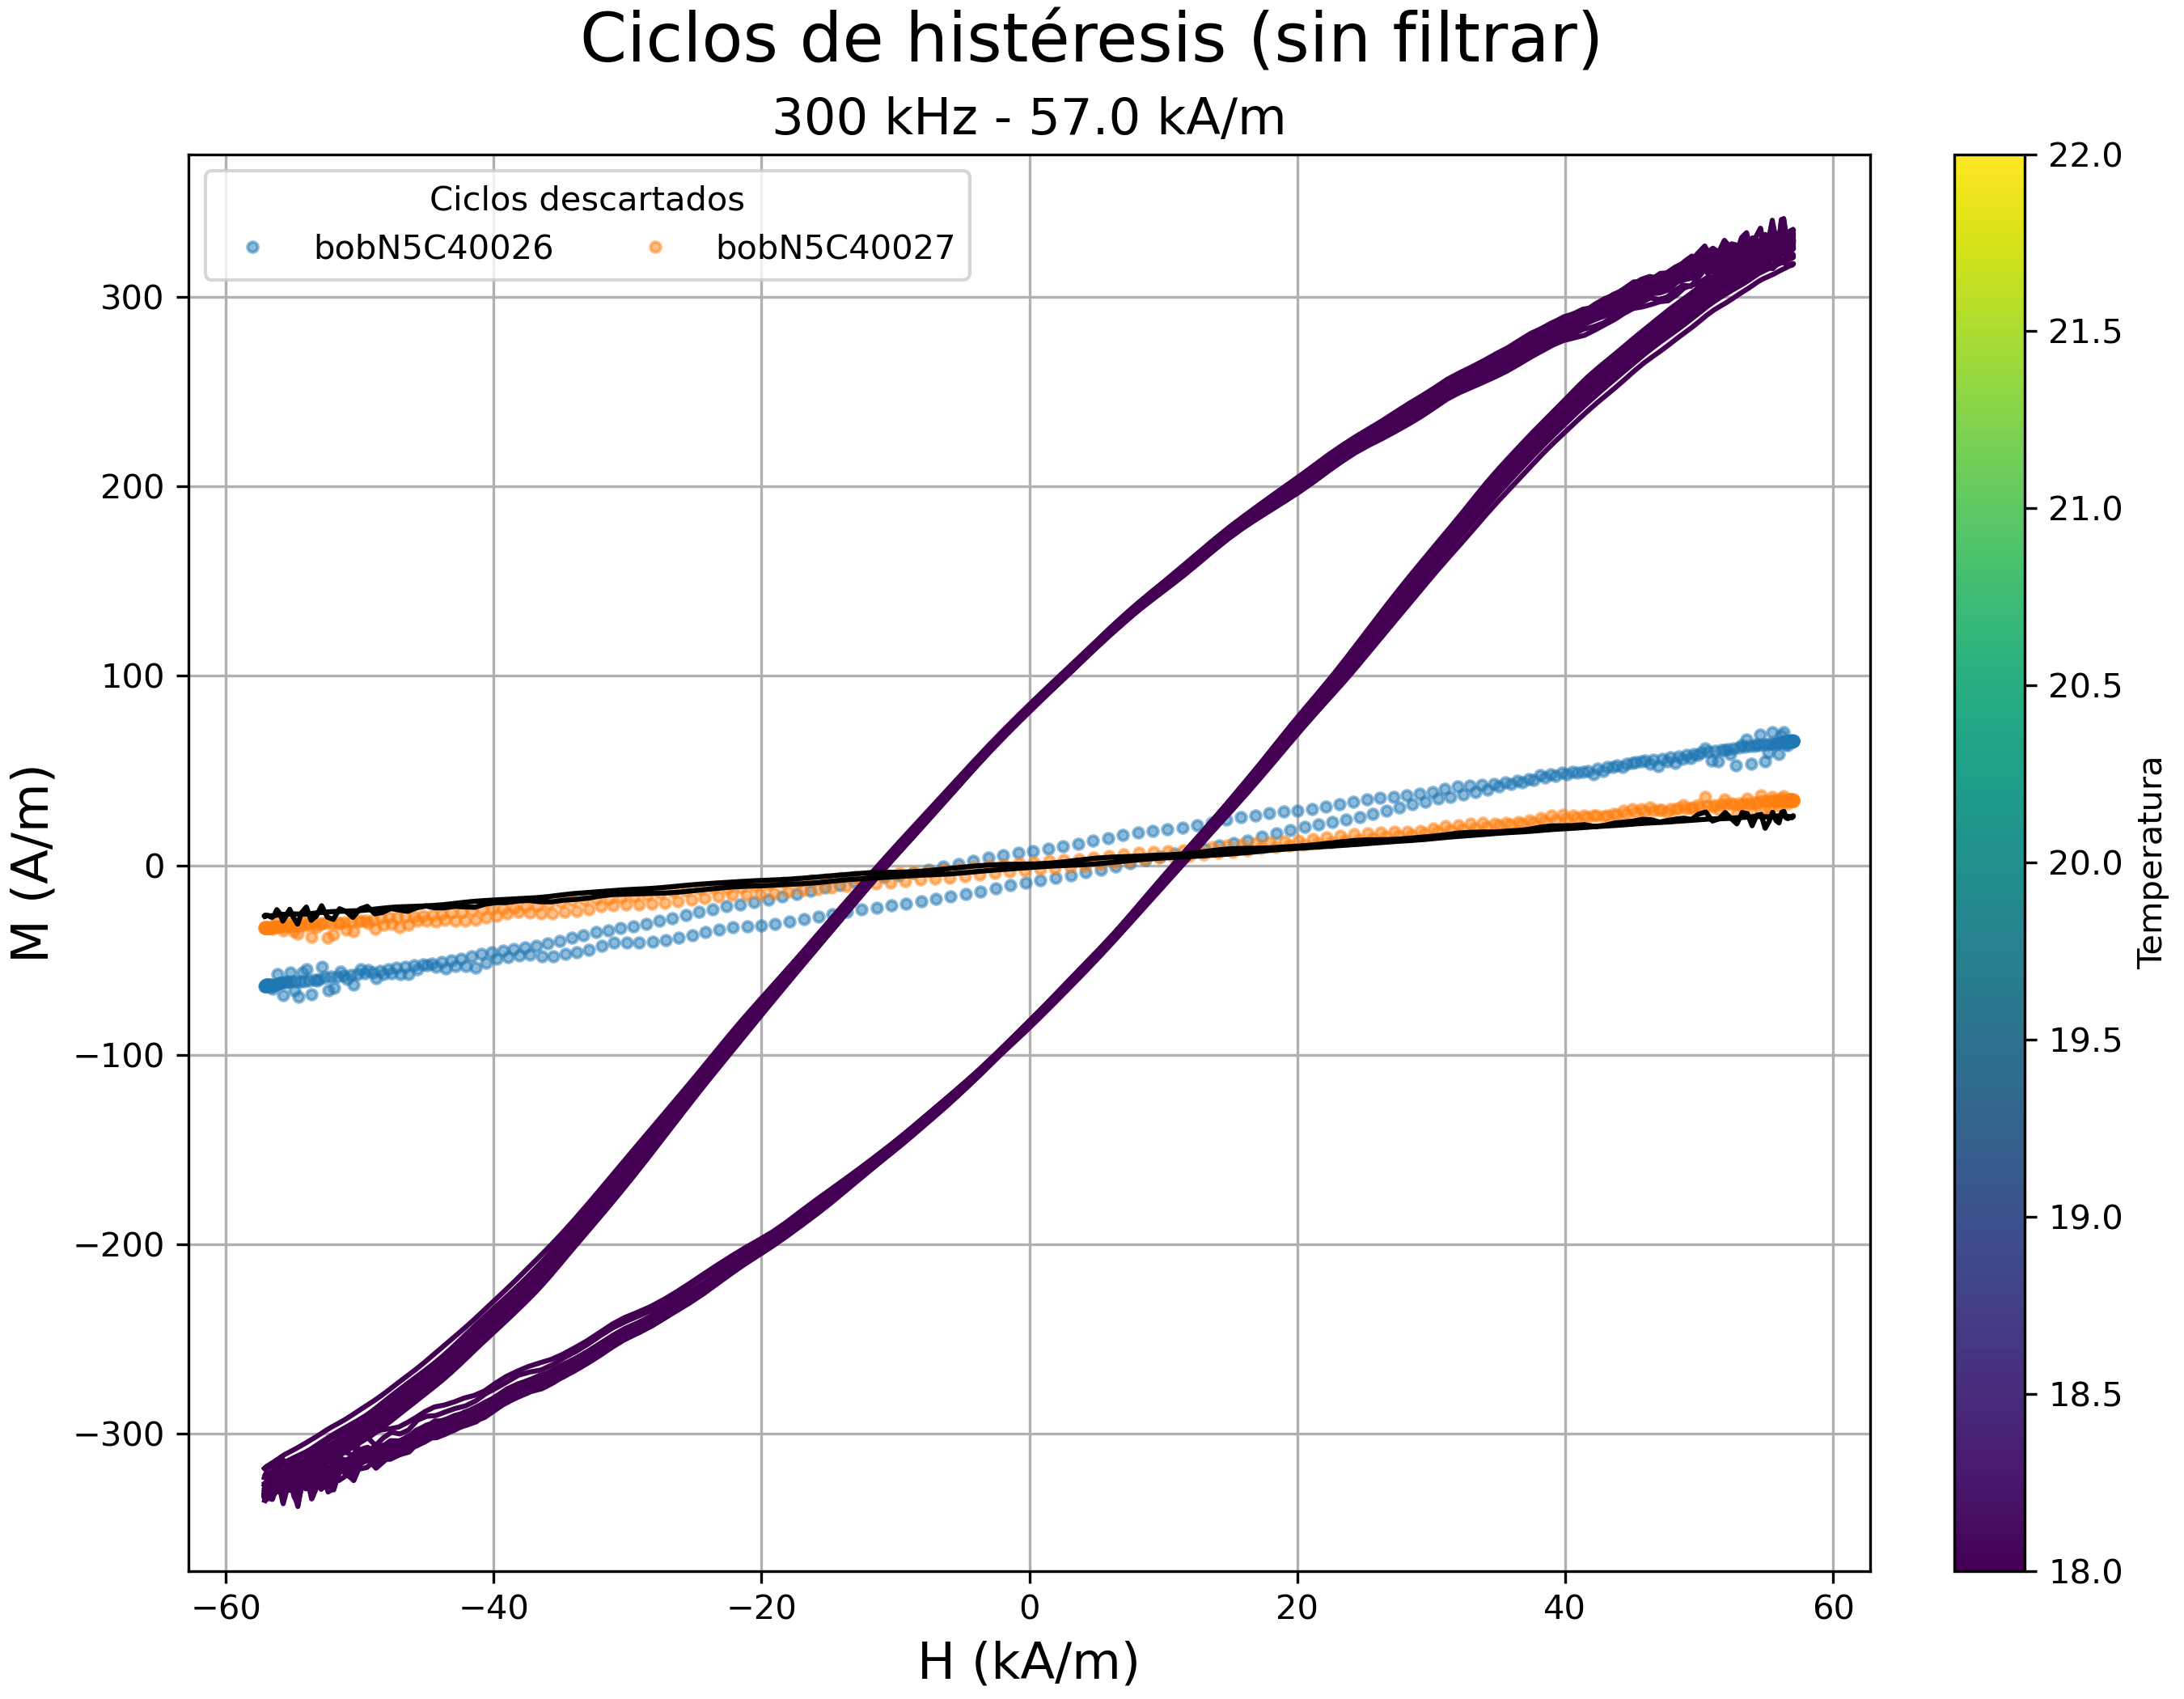 Ciclos de histéresis (sin filtrar)
300 kHz - 57.0 kA/m
Ciclos descartados
bobN5C40026 bobN5C40027
300
200
100
0
−100
−200
−300
M (A/m)
−60 −40 −20 0 20 40 60
H (kA/m)
22.0
21.5
21.0
20.5
20.0
19.5
19.0
18.5
18.0
Temperatura